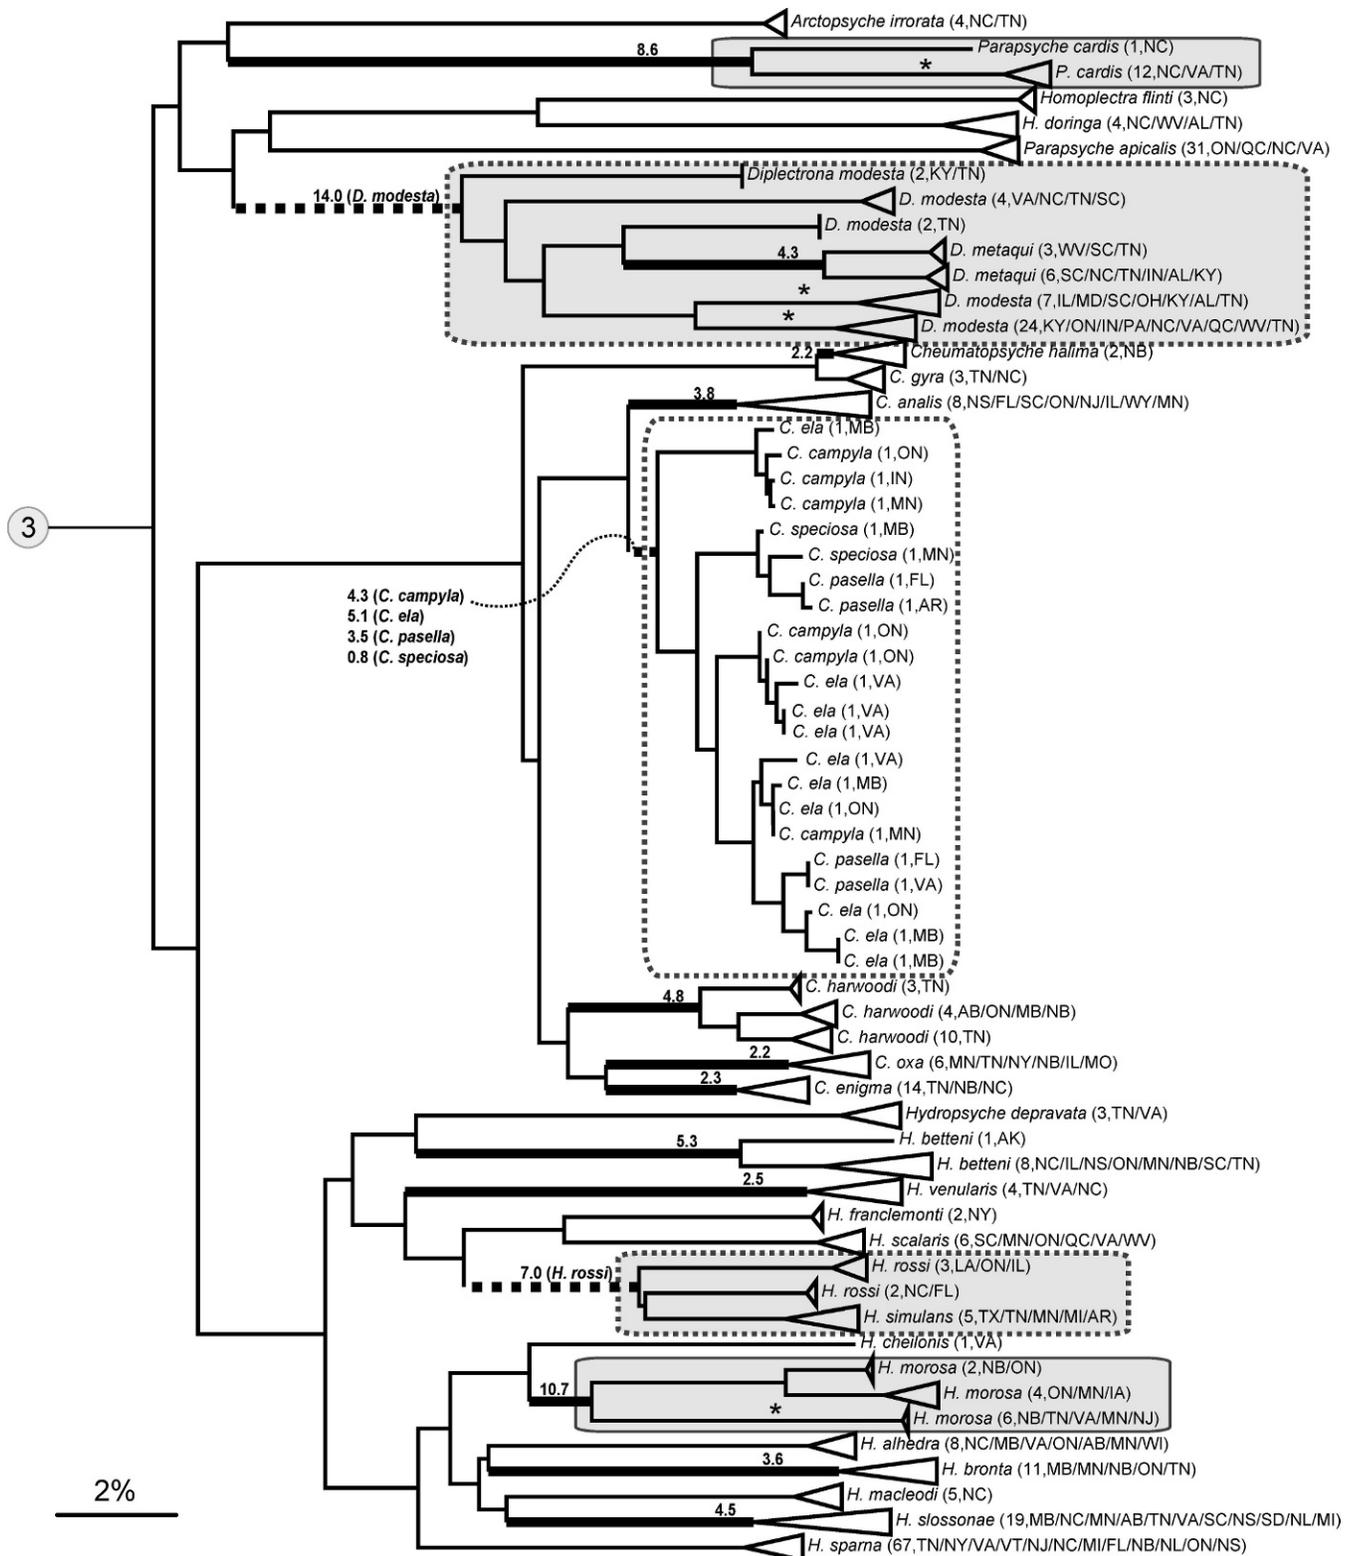 Arctopsyche irrorata (4,NC/TN)
8.6
Parapsyche cardis (1,NC)
*
P. cardis (12,NC/VA/TN)
Homoplectra flinti (3,NC)
H. doringa (4,NC/WV/AL/TN)
Parapsyche apicalis (31,ON/QC/NC/VA)
Diplectrona modesta (2,KY/TN)
14.0 (D. modesta)
D. modesta (4,VA/NC/TN/SC)
D. modesta (2,TN)
4.3
D. metaqui (3,WV/SC/TN)
D. metaqui (6,SC/NC/TN/IN/AL/KY)
*
D. modesta (7,IL/MD/SC/OH/KY/AL/TN)
*
D. modesta (24,KY/ON/IN/PA/NC/VA/QC/WV/TN)
2.2
Cheumatopsyche halima (2,NB)
C. gyra (3,TN/NC)
3.8
C. analis (8,NS/FL/SC/ON/NJ/IL/WY/MN)
C. ela (1,MB)
C. campyla (1,ON)
C. campyla (1,IN)
C. campyla (1,MN)
3
C. speciosa (1,MB)
C. speciosa (1,MN)
C. pasella (1,FL)
C. pasella (1,AR)
4.3 (C. campyla)
5.1 (C. ela)
3.5 (C. pasella)
0.8 (C. speciosa)
C. campyla (1,ON)
C. campyla (1,ON)
C. ela (1,VA)
C. ela (1,VA)
C. ela (1,VA)
C. ela (1,VA)
C. ela (1,MB)
C. ela (1,ON)
C. campyla (1,MN)
C. pasella (1,FL)
C. pasella (1,VA)
C. ela (1,ON)
C. ela (1,MB)
C. ela (1,MB)
4.8
C. harwoodi (3,TN)
C. harwoodi (4,AB/ON/MB/NB)
C. harwoodi (10,TN)
2.2
C. oxa (6,MN/TN/NY/NB/IL/MO)
2.3
C. enigma (14,TN/NB/NC)
Hydropsyche depravata (3,TN/VA)
5.3
H. betteni (1,AK)
H. betteni (8,NC/IL/NS/ON/MN/NB/SC/TN)
2.5
H. venularis (4,TN/VA/NC)
H. franclemonti (2,NY)
H. scalaris (6,SC/MN/ON/QC/VA/WV)
7.0 (H. rossi)
H. rossi (3,LA/ON/IL)
H. rossi (2,NC/FL)
H. simulans (5,TX/TN/MN/MI/AR)
H. cheilonis (1,VA)
10.7
H. morosa (2,NB/ON)
H. morosa (4,ON/MN/IA)
*
H. morosa (6,NB/TN/VA/MN/NJ)
H. alhedra (8,NC/MB/VA/ON/AB/MN/WI)
3.6
H. bronta (11,MB/MN/NB/ON/TN)
2%
H. macleodi (5,NC)
4.5
H. slossonae (19,MB/NC/MN/AB/TN/VA/SC/NS/SD/NL/MI)
H. sparna (67,TN/NY/VA/VT/NJ/NC/MI/FL/NB/NL/ON/NS)